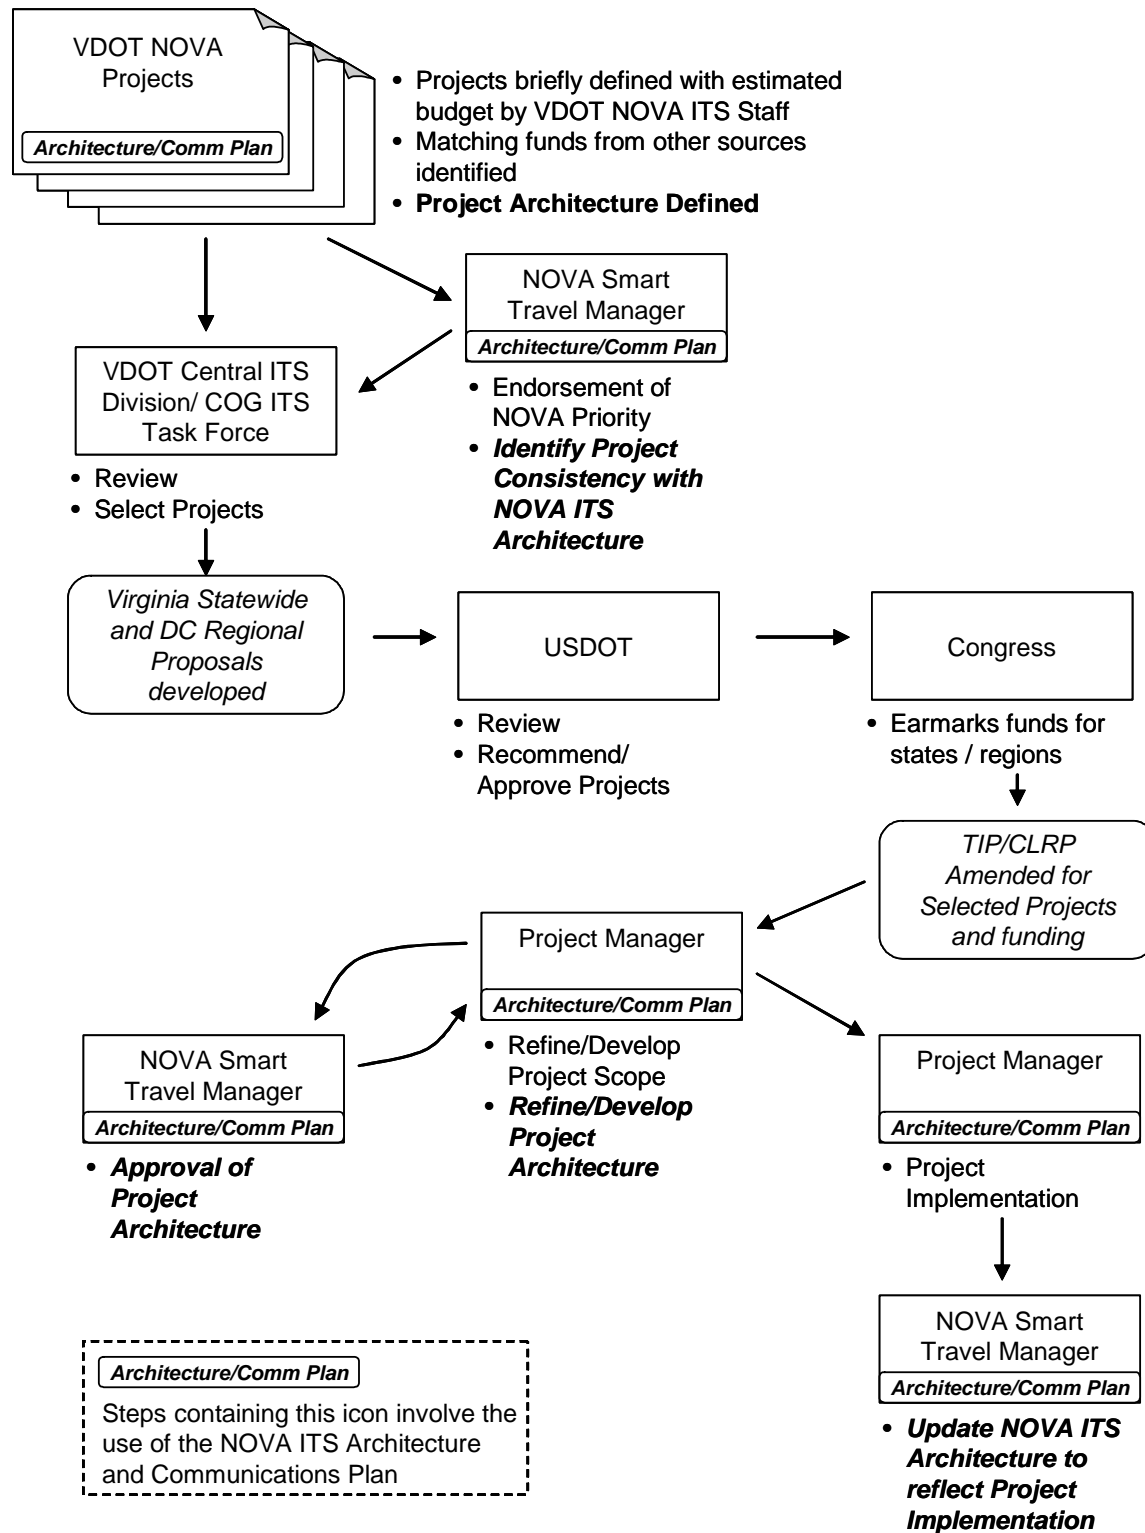 VDOT NOVA
Projects
Architecture/Comm Plan
• Projects briefly defined with estimated
budget by VDOT NOVA ITS Staff
• Matching funds from other sources
identified
• Project Architecture Defined
NOVA Smart
Travel Manager
Architecture/Comm Plan
• Endorsement of
NOVA Priority
• Identify Project
Consistency with
NOVA ITS
Architecture
VDOT Central ITS
Division/ COG ITS
Task Force
• Review
• Select Projects
Virginia Statewide
and DC Regional
Proposals
developed
USDOT
• Review
• Recommend/
Approve Projects
Congress
• Earmarks funds for
states / regions
TIP/CLRP
Amended for
Selected Projects
and funding
Project Manager
Architecture/Comm Plan
• Refine/Develop
Project Scope
• Refine/Develop
Project
Architecture
NOVA Smart
Travel Manager
Architecture/Comm Plan
• Approval of
Project
Architecture
Project Manager
Architecture/Comm Plan
• Project
Implementation
NOVA Smart
Travel Manager
Architecture/Comm Plan
• Update NOVA ITS
Architecture to
reflect Project
Implementation
Architecture/Comm Plan
Steps containing this icon involve the
use of the NOVA ITS Architecture
and Communications Plan